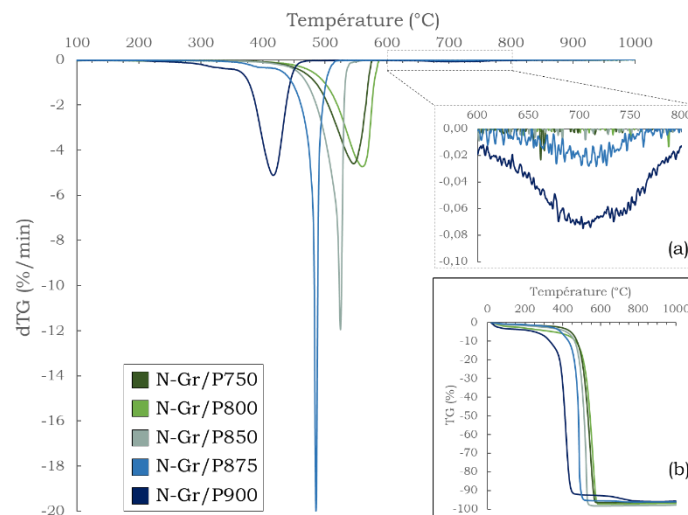 Température (°C)
100 200 300 400 500 600 700 800 900 1000
0
-2
-4
-6
-8
-10
-12
-14
-16
-18
-20
dTG (%/min)
N-Gr/P750
N-Gr/P800
N-Gr/P850
N-Gr/P875
N-Gr/P900
600 650 700 750 800
0,00
-0,02
-0,04
-0,06
-0,08
-0,10
(a)
Température (°C)
0 200 400 600 800 1000
0
-10
-20
-30
-40
-50
-60
-70
-80
-90
-100
TG (%)
(b)